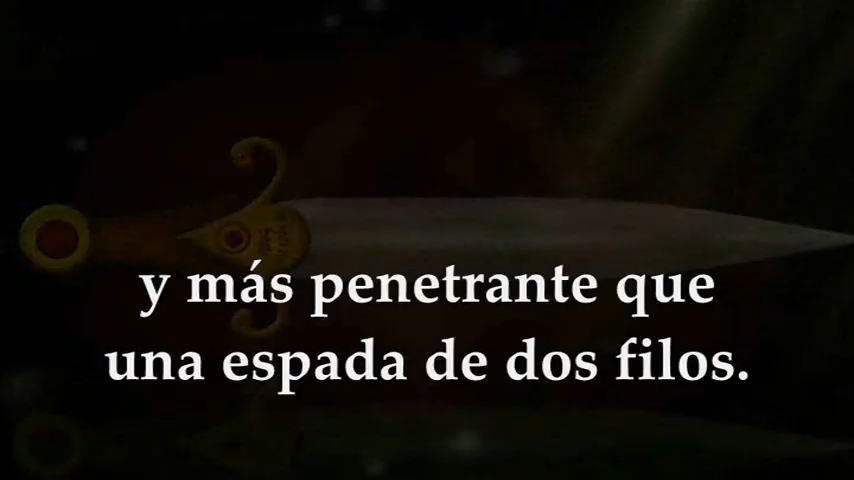 y más penetrante que
una espada de dos filos.